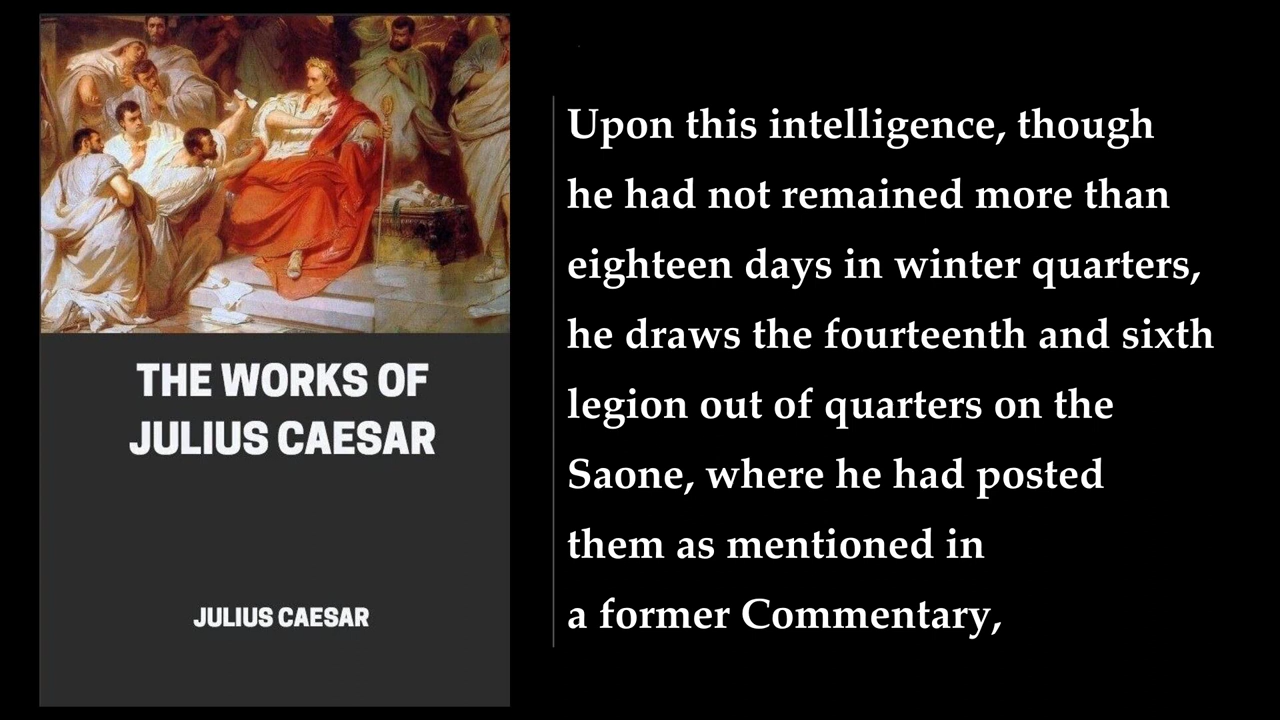 THE WORKS OF
JULIUS CAESAR
JULIUS CAESAR
Upon this intelligence, though
he had not remained more than
eighteen days in winter quarters,
he draws the fourteenth and sixth
legion out of quarters on the
Saone, where he had posted
them as mentioned in
a former Commentary,